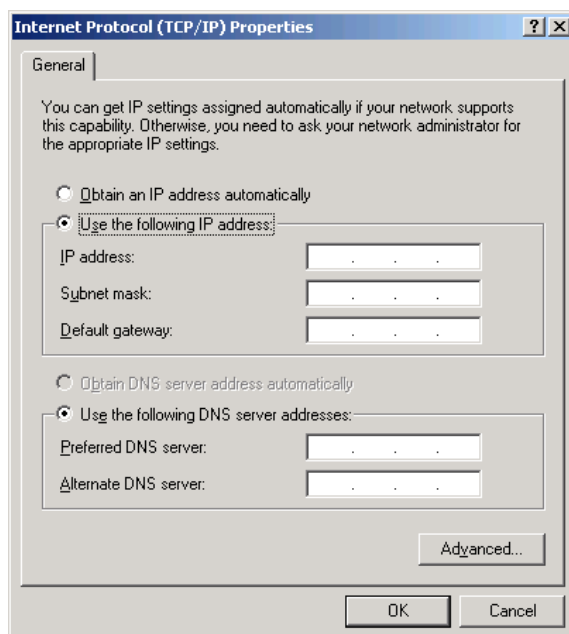 Internet Protocol (TCP/IP) Properties
General
You can get IP settings assigned automatically if your network supports
this capability. Otherwise, you need to ask your network administrator for
the appropriate IP settings.
Obtain an IP address automatically
Use the following IP address:
IP address:
Subnet mask:
Default gateway:
Obtain DNS server address automatically
Use the following DNS server addresses:
Preferred DNS server:
Alternate DNS server:
Advanced...
OK Cancel